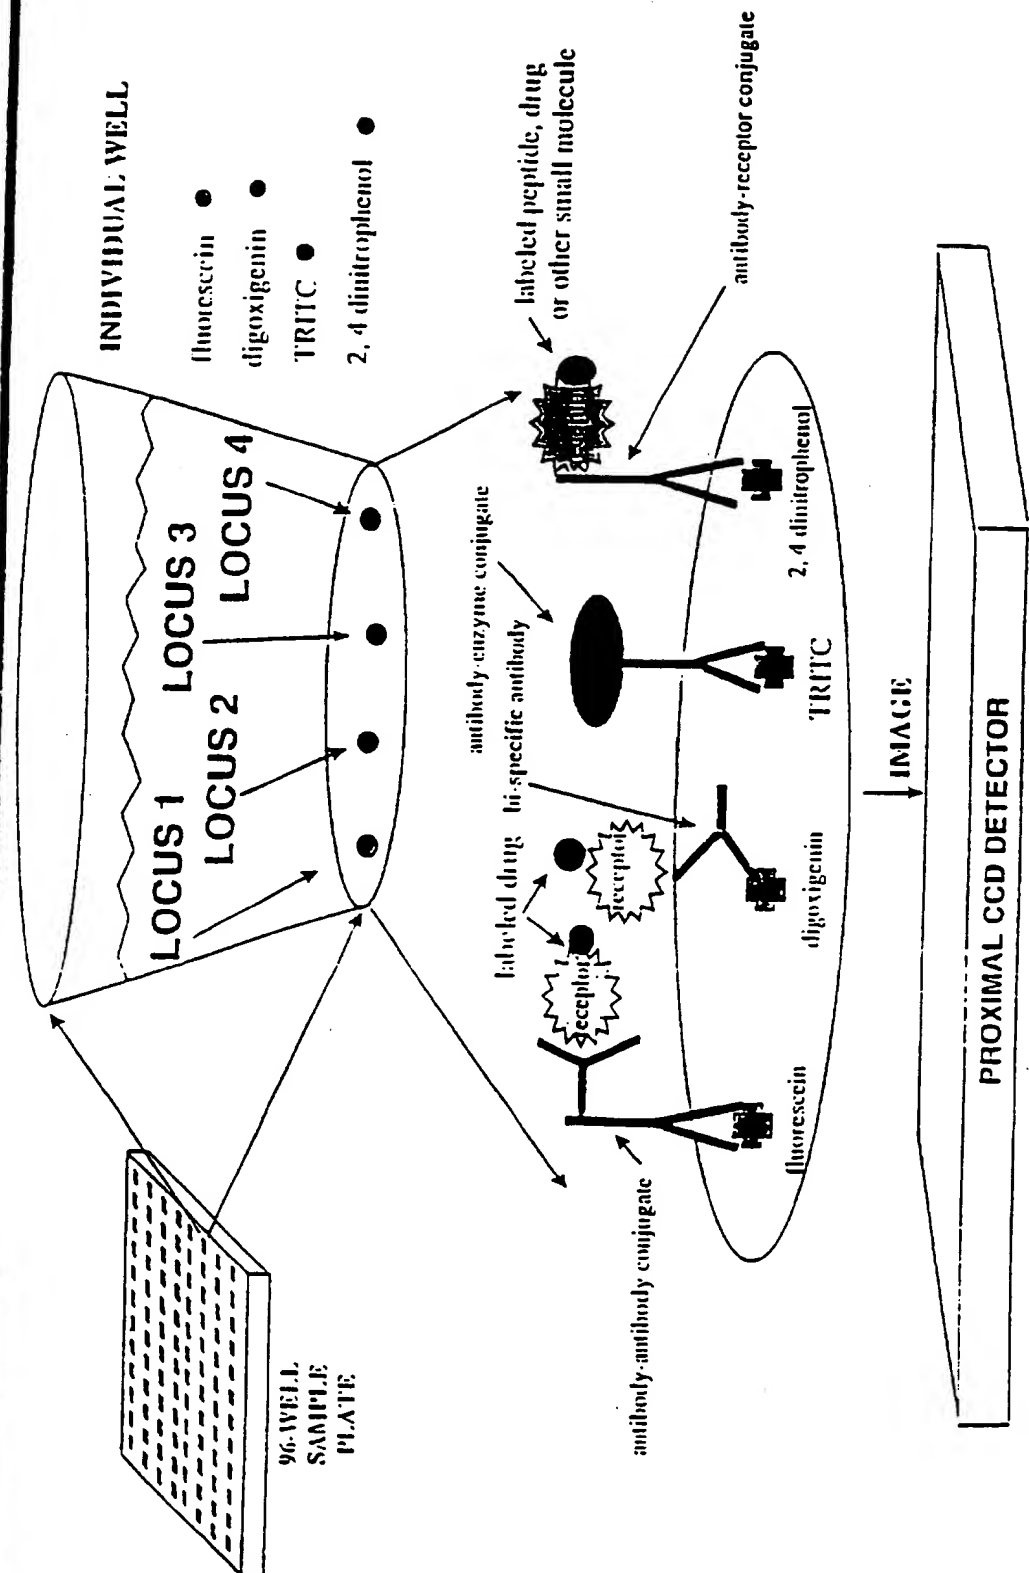 INDIVIDUAL WELL
fluorescein
digoxigenin
TRITC
2, 4 dinitrophenol
LOCUS 1
LOCUS 2
LOCUS 3
LOCUS 4
96-WELL
SAMPLE
PLATE
labeled peptide, drug
or other small molecule
antibody-receptor conjugate
antibody-enzyme conjugate
bi-specific antibody
labeled drug
receptor
receptor
antibody-antibody conjugate
fluorescein
digoxigenin
TRITC
2, 4 dinitrophenol
IMAGE
PROXIMAL CCD DETECTOR